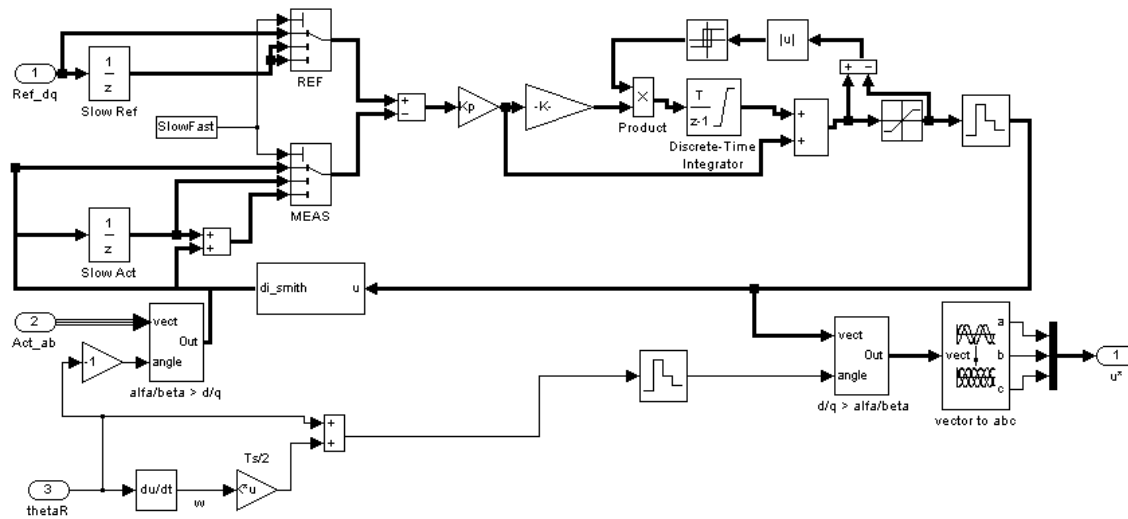 1
Ref_dq
1
z
Slow Ref
REF
SlowFast
MEAS
1
z
Slow Act
+
+
+
−
Kp
-K-
X
Product
T
z-1
Discrete-Time
Integrator
|u|
+ −
+
+
di_smith u
2
Act_ab
-1
vect
Out
angle
alfa/beta > d/q
vect
Out
angle
d/q > alfa/beta
vect
a
b
c
vector to abc
1
u*
+
+
Ts/2
3
thetaR
du/dt
w
K*u